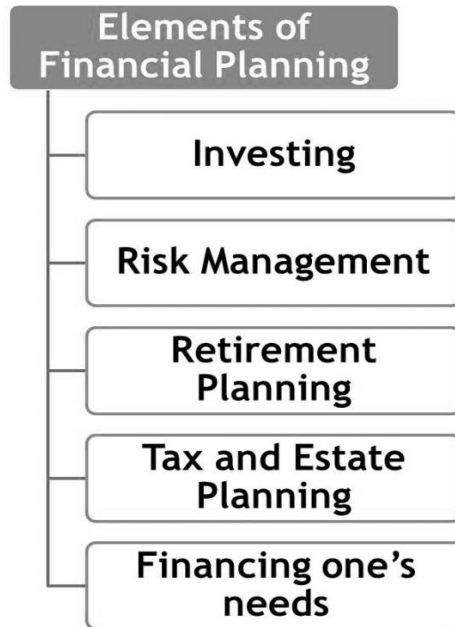 Elements of
Financial Planning
Investing
Risk Management
Retirement
Planning
Tax and Estate
Planning
Financing one’s
needs